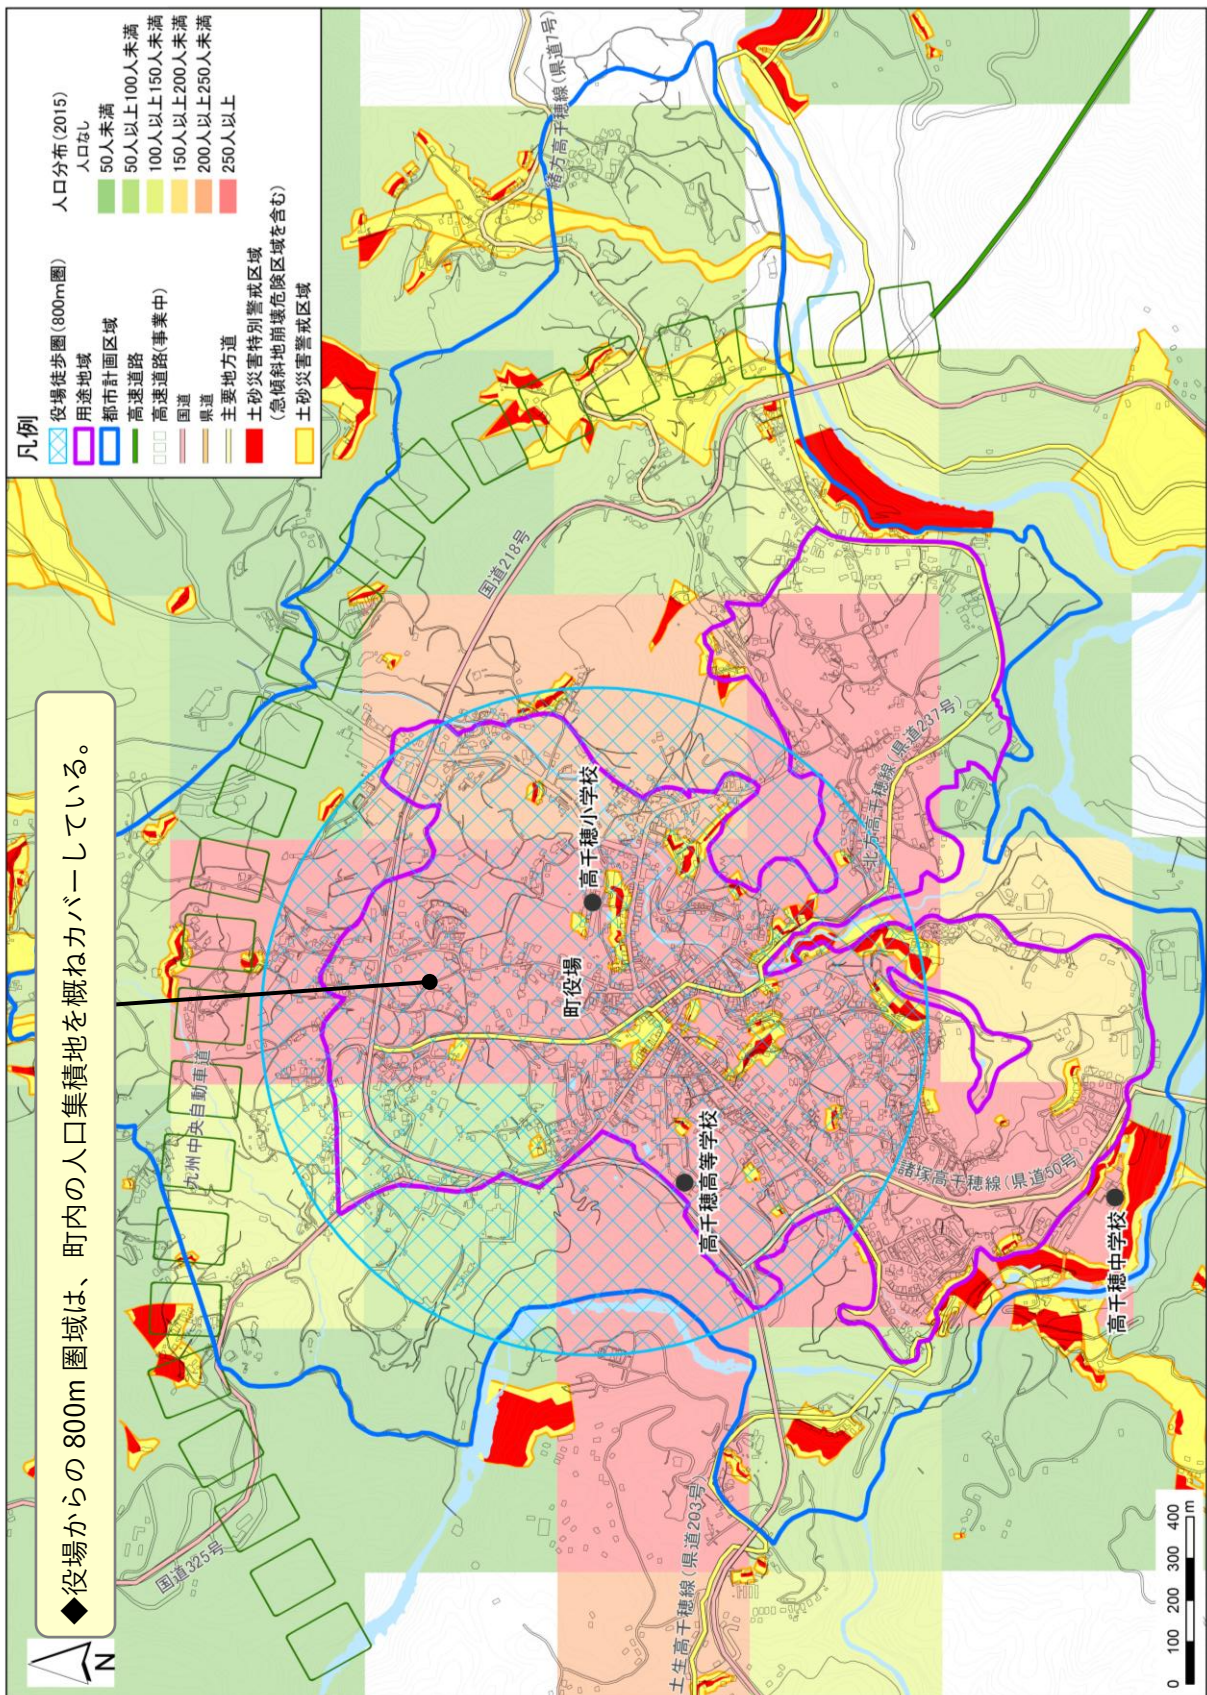 ◆役場からの 800m 圏域は、町内の人口集積地を概ねカバーしている。
凡例
役場徒歩圏(800m圏)
用途地域
都市計画区域
高速道路
高速道路(事業中)
国道
県道
主要地方道
土砂災害特別警戒区域
(急傾斜地崩壊危険区域を含む)
土砂災害警戒区域
人口分布(2015)
人口なし
50人未満
50人以上100人未満
100人以上150人未満
150人以上200人未満
200人以上250人未満
250人以上
N
国道325号
九州中央自動車道
国道218号
緒方高千穂線(県道7号)
町役場
高千穂小学校
高千穂高等学校
北方高千穂線(県道237号)
土生高千穂線(県道203号)
諸塚高千穂線(県道50号)
高千穂中学校
0 100 200 300 400
m